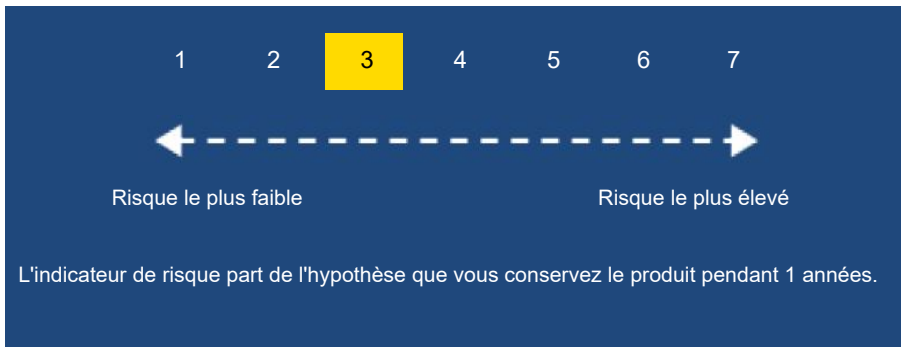 1 2 3 4 5 6 7
Risque le plus faible Risque le plus élevé
L'indicateur de risque part de l'hypothèse que vous conservez le produit pendant 1 années.